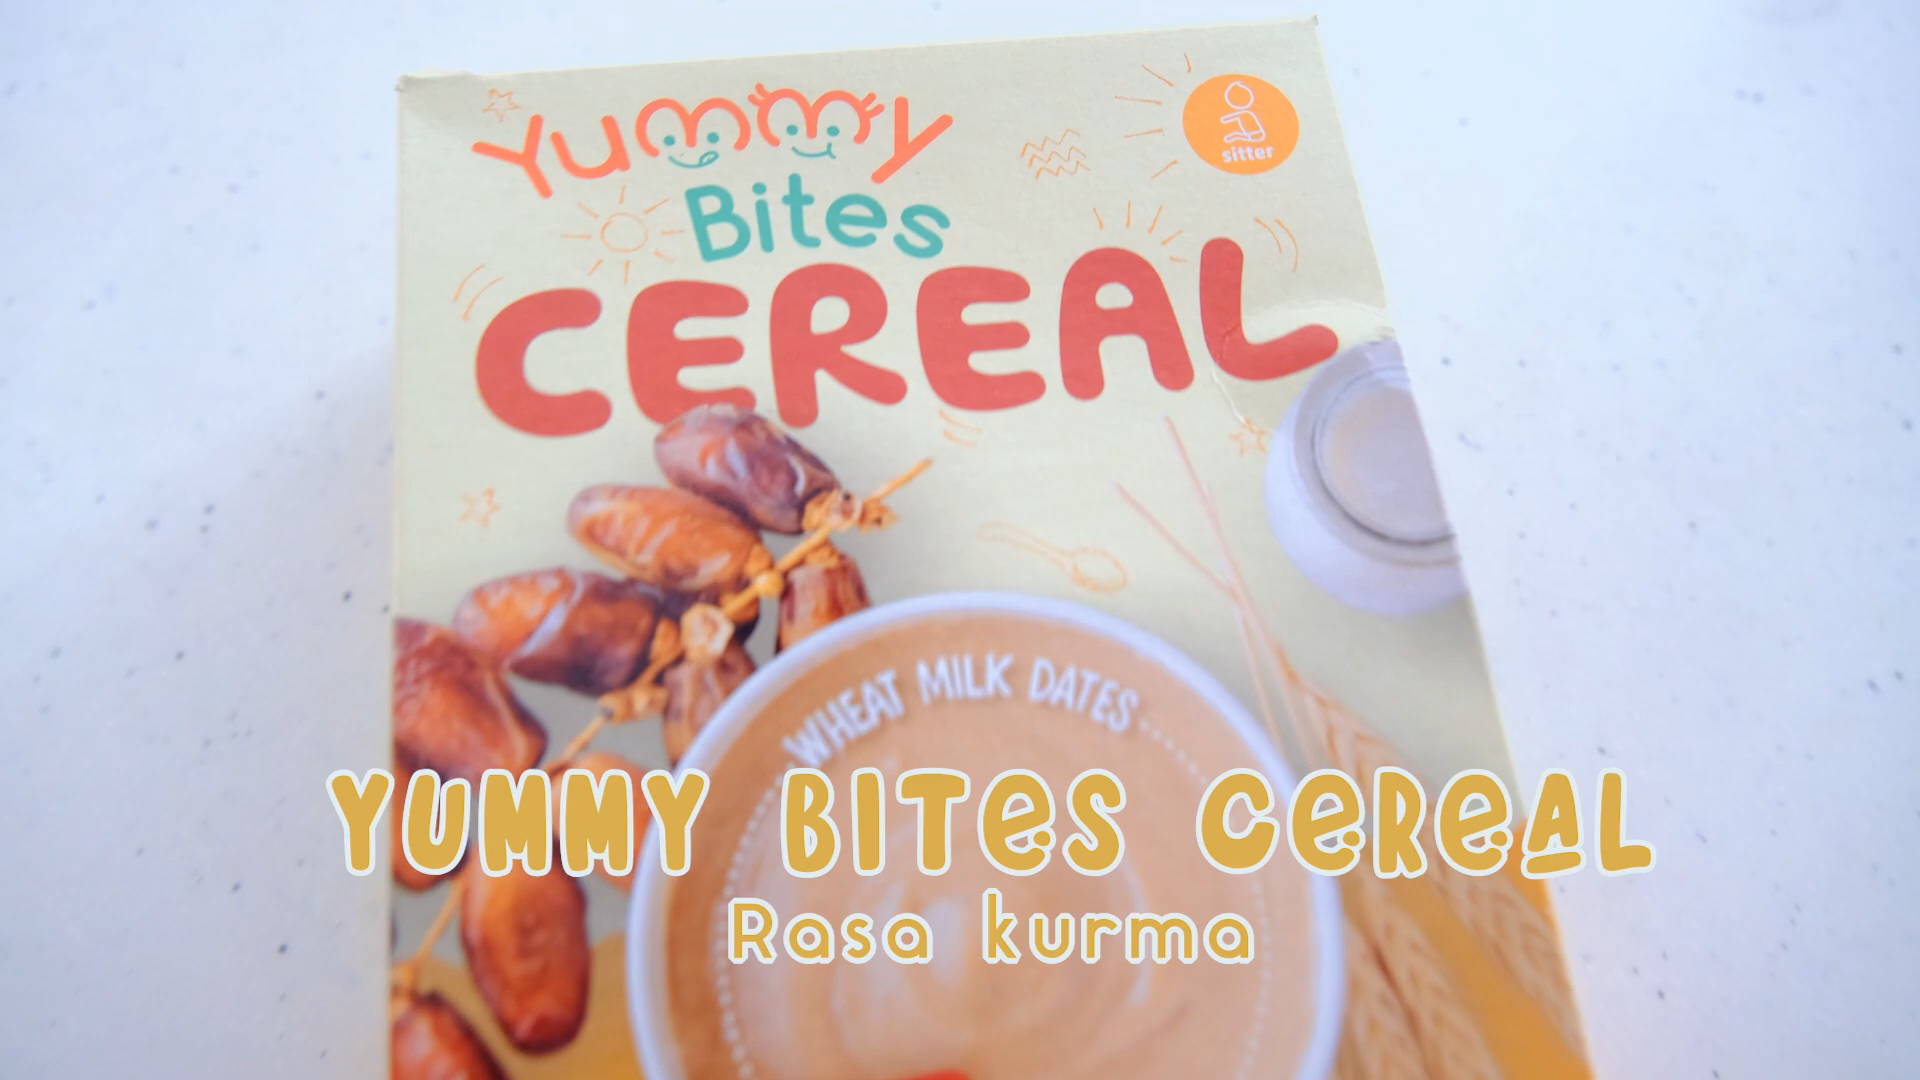 Yummy
sitter
Bites
CEREAL
WHEAT MILK DATES
YUMMY BITES CEREAL
Rasa kurma